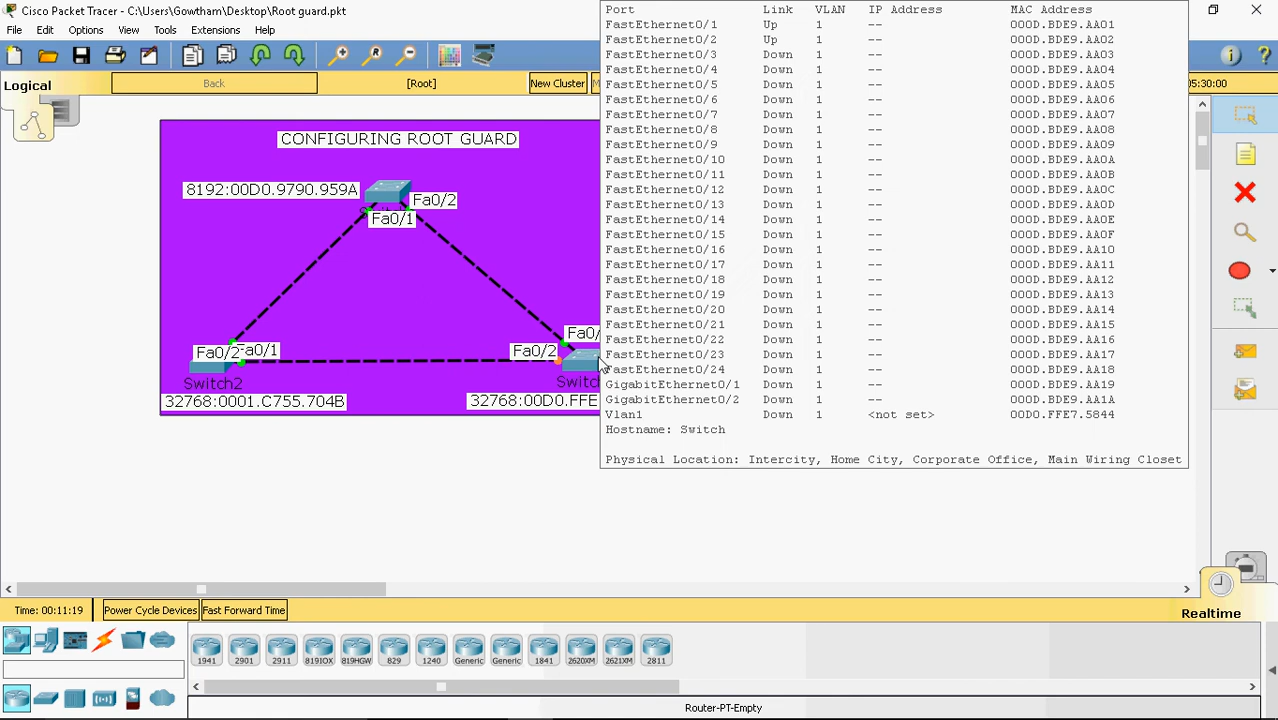 Cisco Packet Tracer - C:\Users\Gowtham\Desktop\Root guard.pkt
File Edit Options View Tools Extensions Help
Logical
Back
[Root]
New Cluster
05:30:00
CONFIGURING ROOT GUARD
8192:00D0.9790.959A
Fa0/2
Fa0/1
Fa0/
Fa0/2
Fa0/1
Fa0/2
Switch2
Switch
32768:0001.C755.704B
32768:00D0.FFE
Port Link VLAN IP Address MAC Address
FastEthernet0/1 Up 1 -- 000D.BDE9.AA01
FastEthernet0/2 Up 1 -- 000D.BDE9.AA02
FastEthernet0/3 Down 1 -- 000D.BDE9.AA03
FastEthernet0/4 Down 1 -- 000D.BDE9.AA04
FastEthernet0/5 Down 1 -- 000D.BDE9.AA05
FastEthernet0/6 Down 1 -- 000D.BDE9.AA06
FastEthernet0/7 Down 1 -- 000D.BDE9.AA07
FastEthernet0/8 Down 1 -- 000D.BDE9.AA08
FastEthernet0/9 Down 1 -- 000D.BDE9.AA09
FastEthernet0/10 Down 1 -- 000D.BDE9.AA0A
FastEthernet0/11 Down 1 -- 000D.BDE9.AA0B
FastEthernet0/12 Down 1 -- 000D.BDE9.AA0C
FastEthernet0/13 Down 1 -- 000D.BDE9.AA0D
FastEthernet0/14 Down 1 -- 000D.BDE9.AA0E
FastEthernet0/15 Down 1 -- 000D.BDE9.AA0F
FastEthernet0/16 Down 1 -- 000D.BDE9.AA10
FastEthernet0/17 Down 1 -- 000D.BDE9.AA11
FastEthernet0/18 Down 1 -- 000D.BDE9.AA12
FastEthernet0/19 Down 1 -- 000D.BDE9.AA13
FastEthernet0/20 Down 1 -- 000D.BDE9.AA14
FastEthernet0/21 Down 1 -- 000D.BDE9.AA15
FastEthernet0/22 Down 1 -- 000D.BDE9.AA16
FastEthernet0/23 Down 1 -- 000D.BDE9.AA17
FastEthernet0/24 Down 1 -- 000D.BDE9.AA18
GigabitEthernet0/1 Down 1 -- 000D.BDE9.AA19
GigabitEthernet0/2 Down 1 -- 000D.BDE9.AA1A
Vlan1 Down 1 <not set> 00D0.FFE7.5844
Hostname: Switch
Physical Location: Intercity, Home City, Corporate Office, Main Wiring Closet
Time: 00:11:19
Power Cycle Devices
Fast Forward Time
Realtime
1941 2901 2911 819IOX 819HGW 829 1240 Generic Generic 1841 2620XM 2621XM 2811
Router-PT-Empty